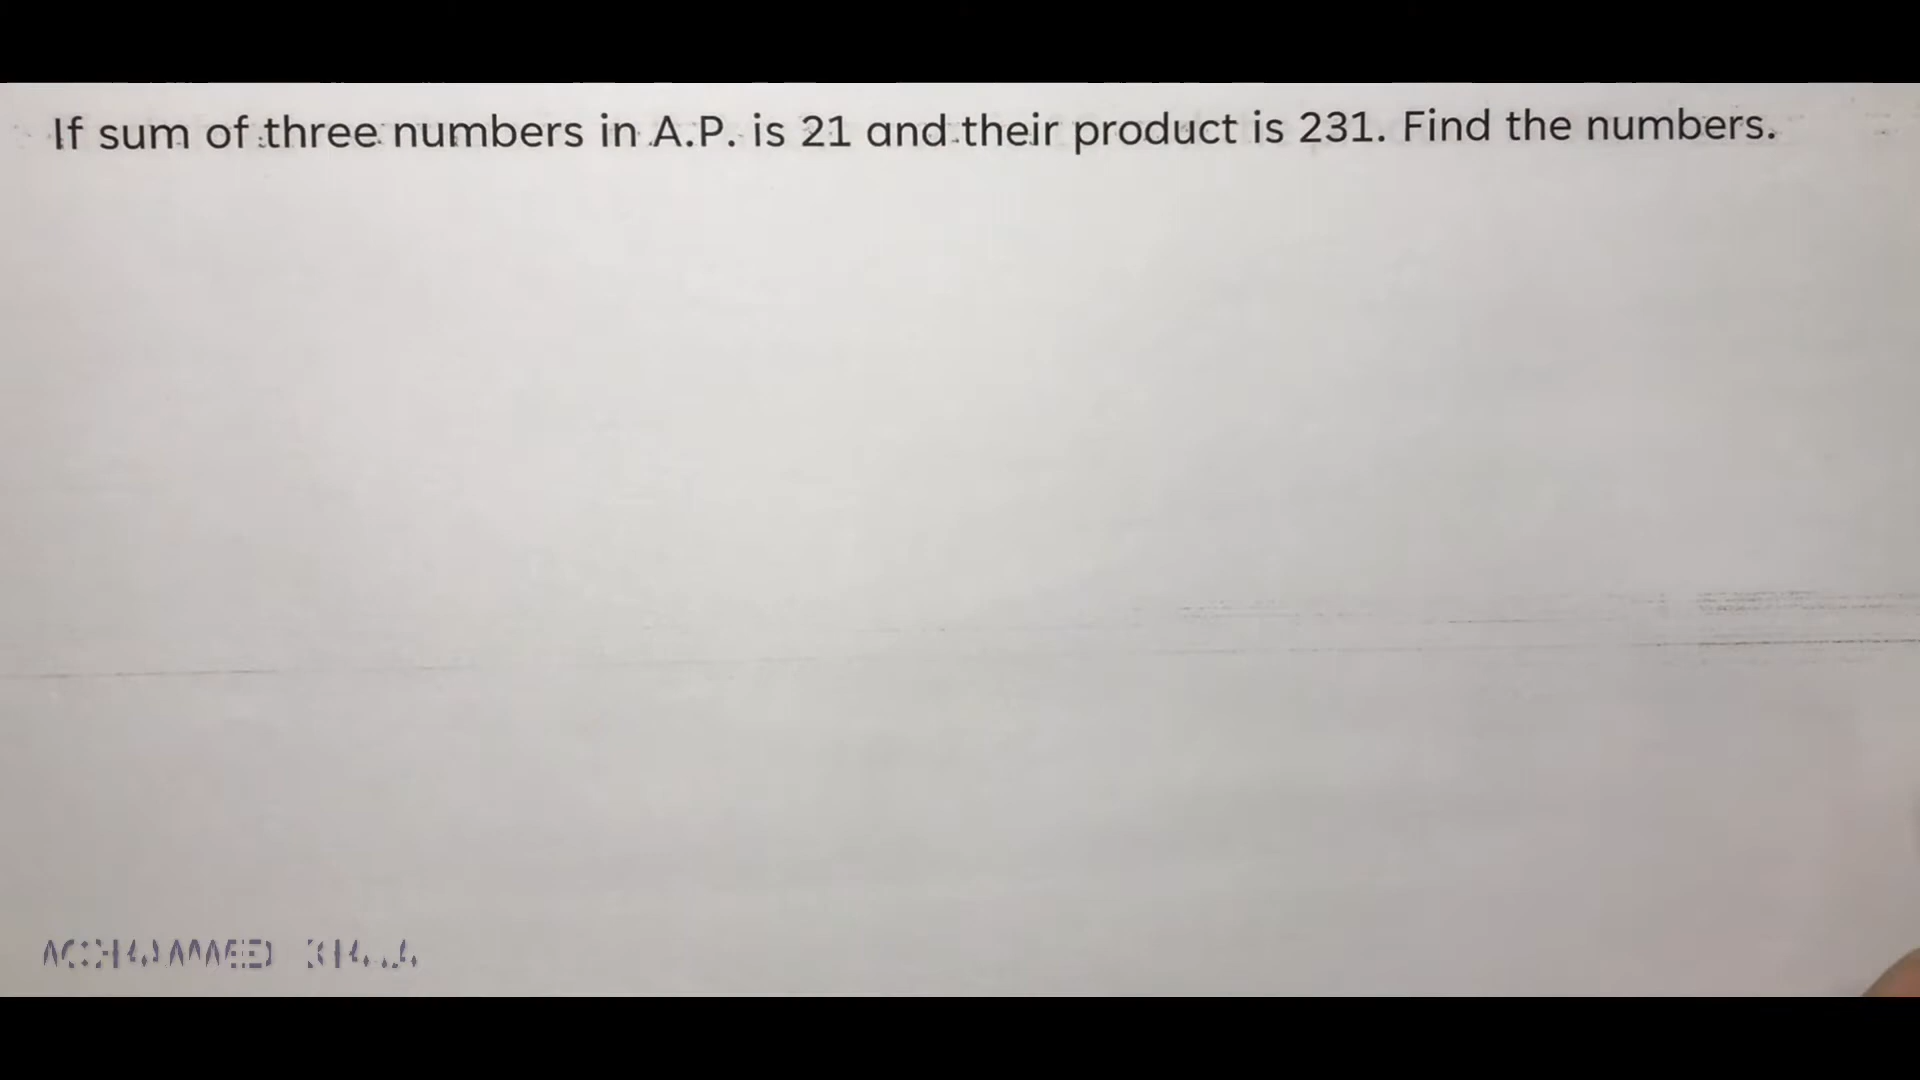 If sum of three numbers in A.P. is 21 and their product is 231. Find the numbers.